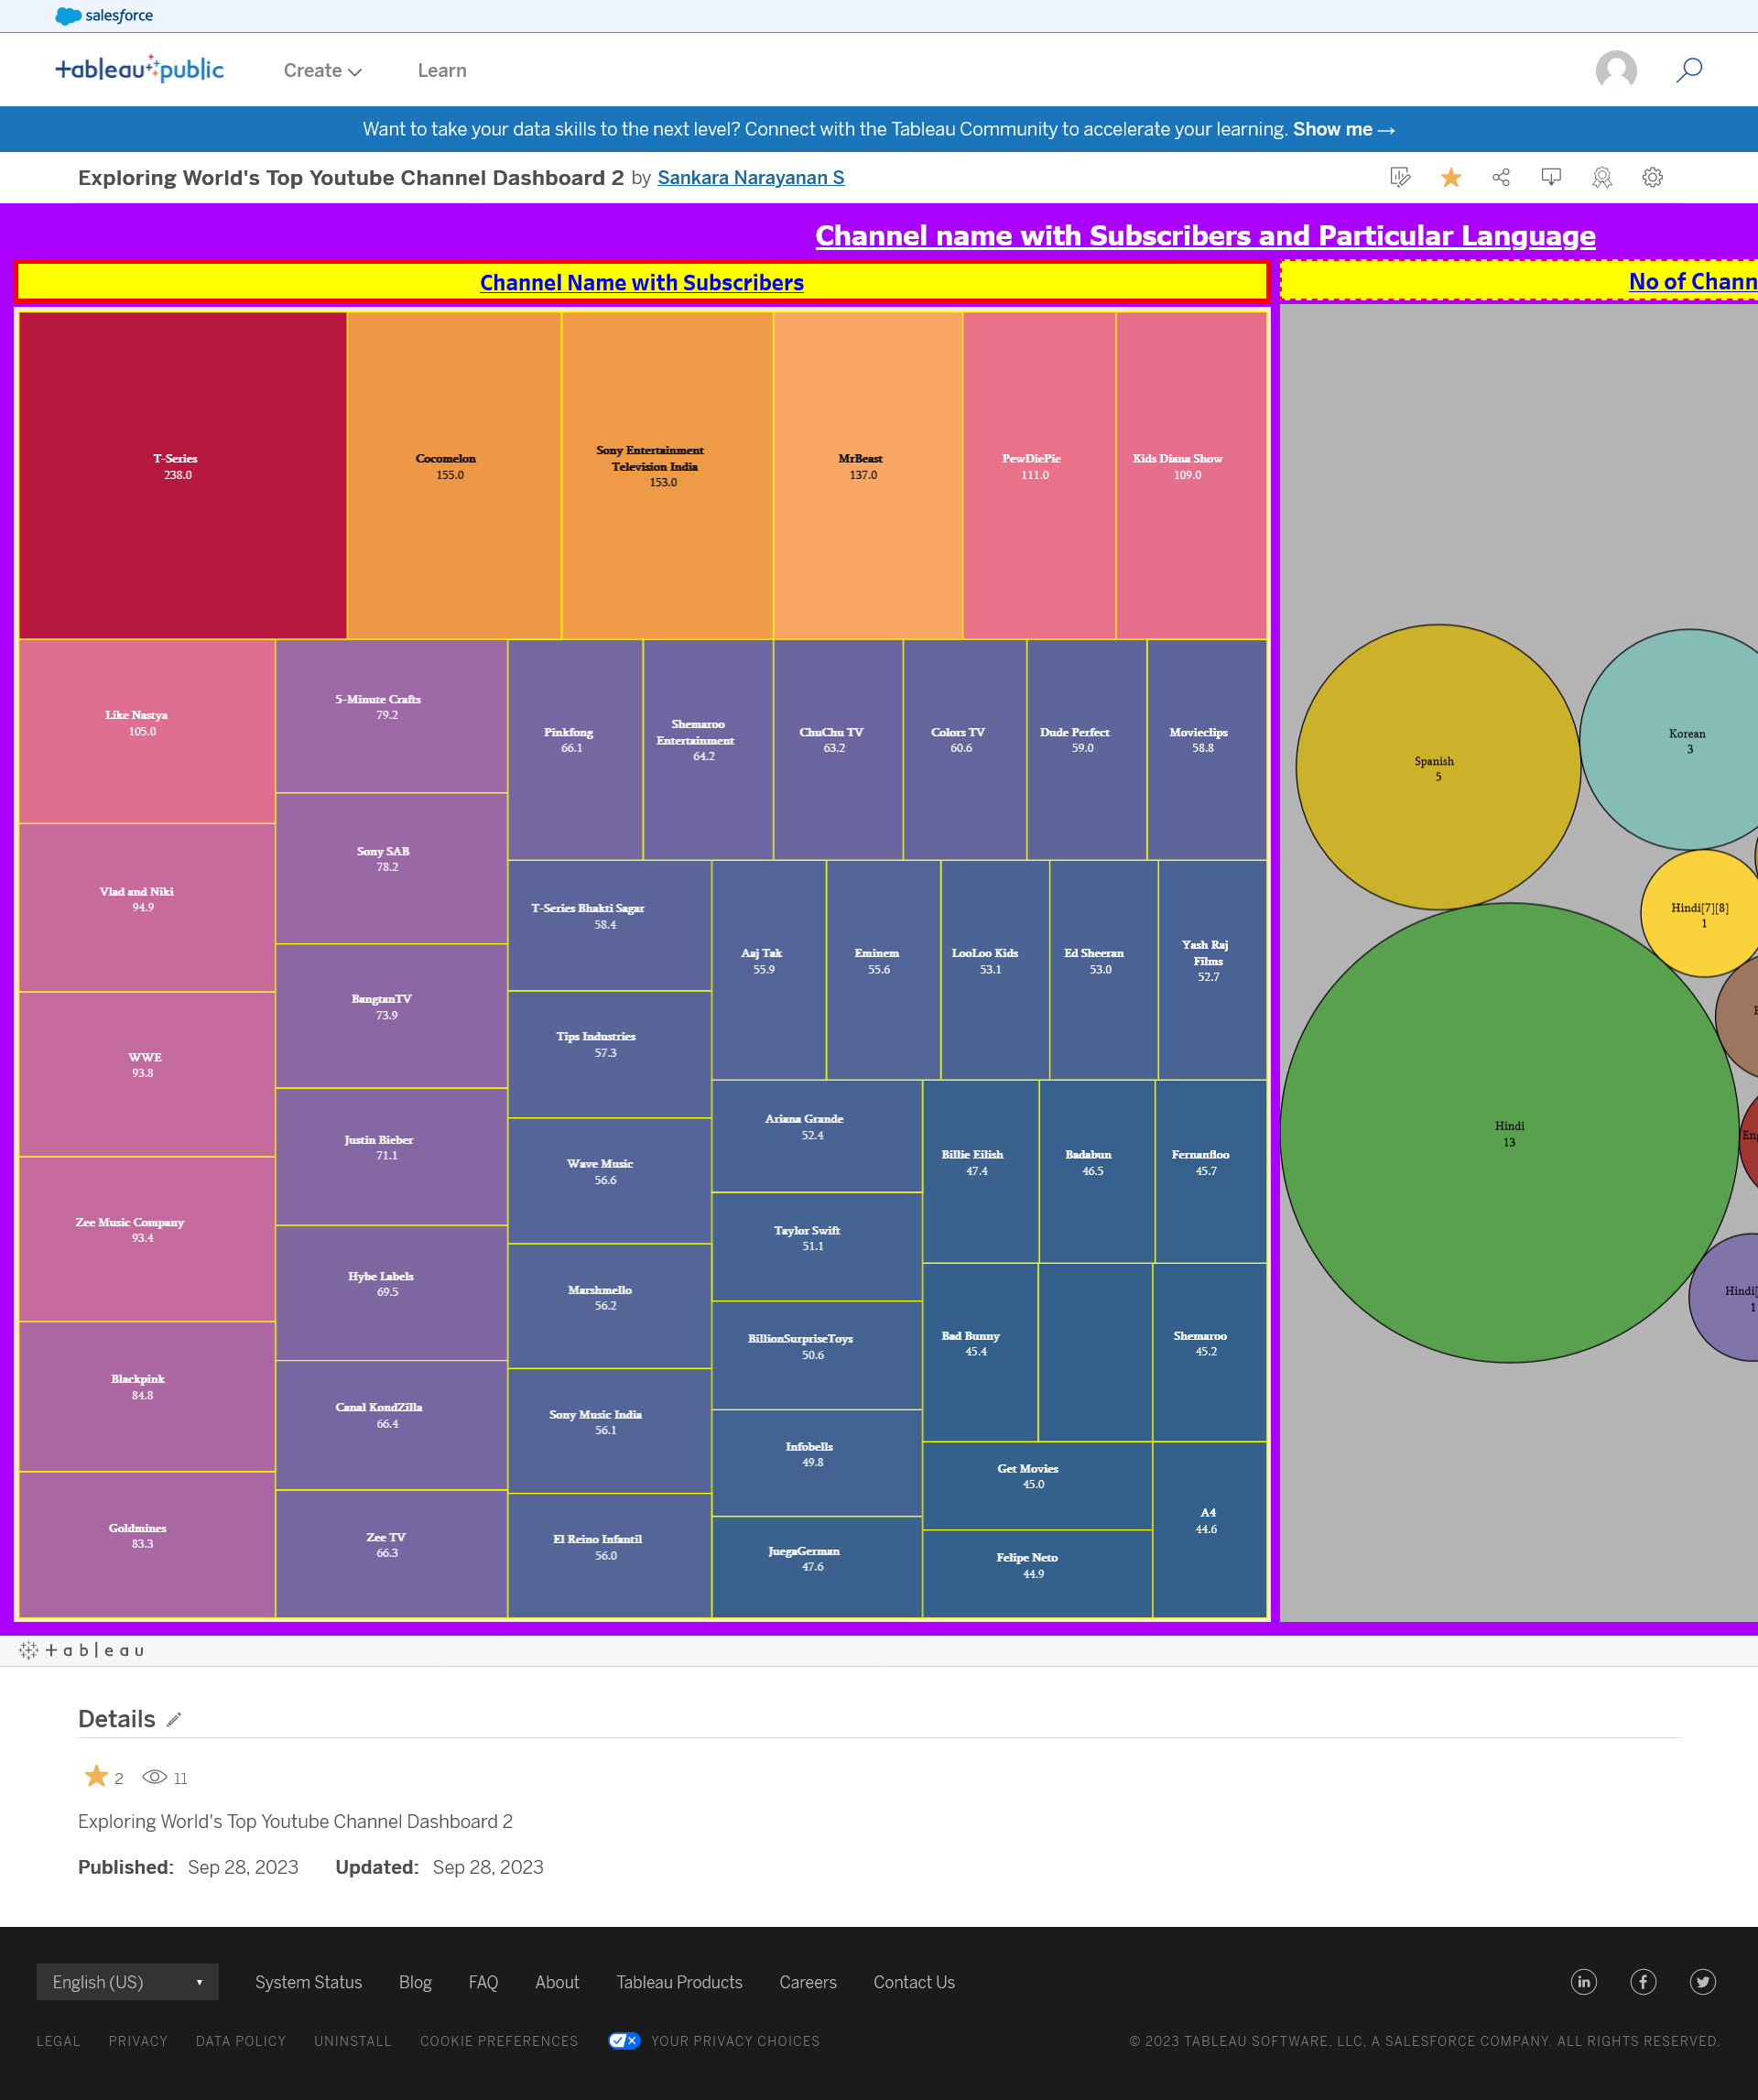 salesforce
+ableau public
Create
Learn
Want to take your data skills to the next level? Connect with the Tableau Community to accelerate your learning. Show me →
Exploring World's Top Youtube Channel Dashboard 2 by Sankara Narayanan S
Channel name with Subscribers and Particular Language
Channel Name with Subscribers
No of Chann
T-Series
238.0
Cocomelon
155.0
Sony Entertainment
Television India
153.0
MrBeast
137.0
PewDiePie
111.0
Kids Diana Show
109.0
Like Nastya
105.0
Vlad and Niki
94.9
WWE
93.8
Zee Music Company
93.4
Blackpink
84.8
Goldmines
83.3
5-Minute Crafts
79.2
Sony SAB
78.2
BangtanTV
73.9
Justin Bieber
71.1
Hybe Labels
69.5
Canal KondZilla
66.4
Zee TV
66.3
Pinkfong
66.1
Shemaroo
Entertainment
64.2
ChuChu TV
63.2
Colors TV
60.6
Dude Perfect
59.0
Movieclips
58.8
T-Series Bhakti Sagar
58.4
Tips Industries
57.3
Wave Music
56.6
Marshmello
56.2
Sony Music India
56.1
El Reino Infantil
56.0
Aaj Tak
55.9
Eminem
55.6
LooLoo Kids
53.1
Ed Sheeran
53.0
Yash Raj
Films
52.7
Ariana Grande
52.4
Taylor Swift
51.1
BillionSurpriseToys
50.6
Infobells
49.8
JuegaGerman
47.6
Billie Eilish
47.4
Badabun
46.5
Fernanfloo
45.7
Bad Bunny
45.4
Shemaroo
45.2
Get Movies
45.0
Felipe Neto
44.9
A4
44.6
Spanish
5
Korean
3
Hindi[7][8]
1
Hindi
13
Eng
Hindi[
1
+ableau
Details
2
11
Exploring World's Top Youtube Channel Dashboard 2
Published: Sep 28, 2023 Updated: Sep 28, 2023
English (US)
System Status
Blog
FAQ
About
Tableau Products
Careers
Contact Us
LEGAL
PRIVACY
DATA POLICY
UNINSTALL
COOKIE PREFERENCES
YOUR PRIVACY CHOICES
© 2023 TABLEAU SOFTWARE, LLC, A SALESFORCE COMPANY. ALL RIGHTS RESERVED.